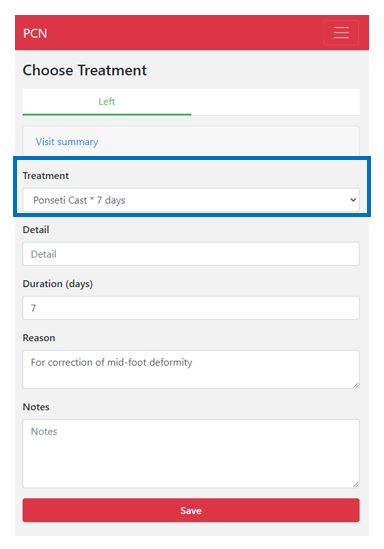 PCN
Choose Treatment
Left
Visit summary
Treatment
Ponseti Cast * 7 days
Detail
Detail
Duration (days)
7
Reason
For correction of mid-foot deformity
Notes
Notes
Save